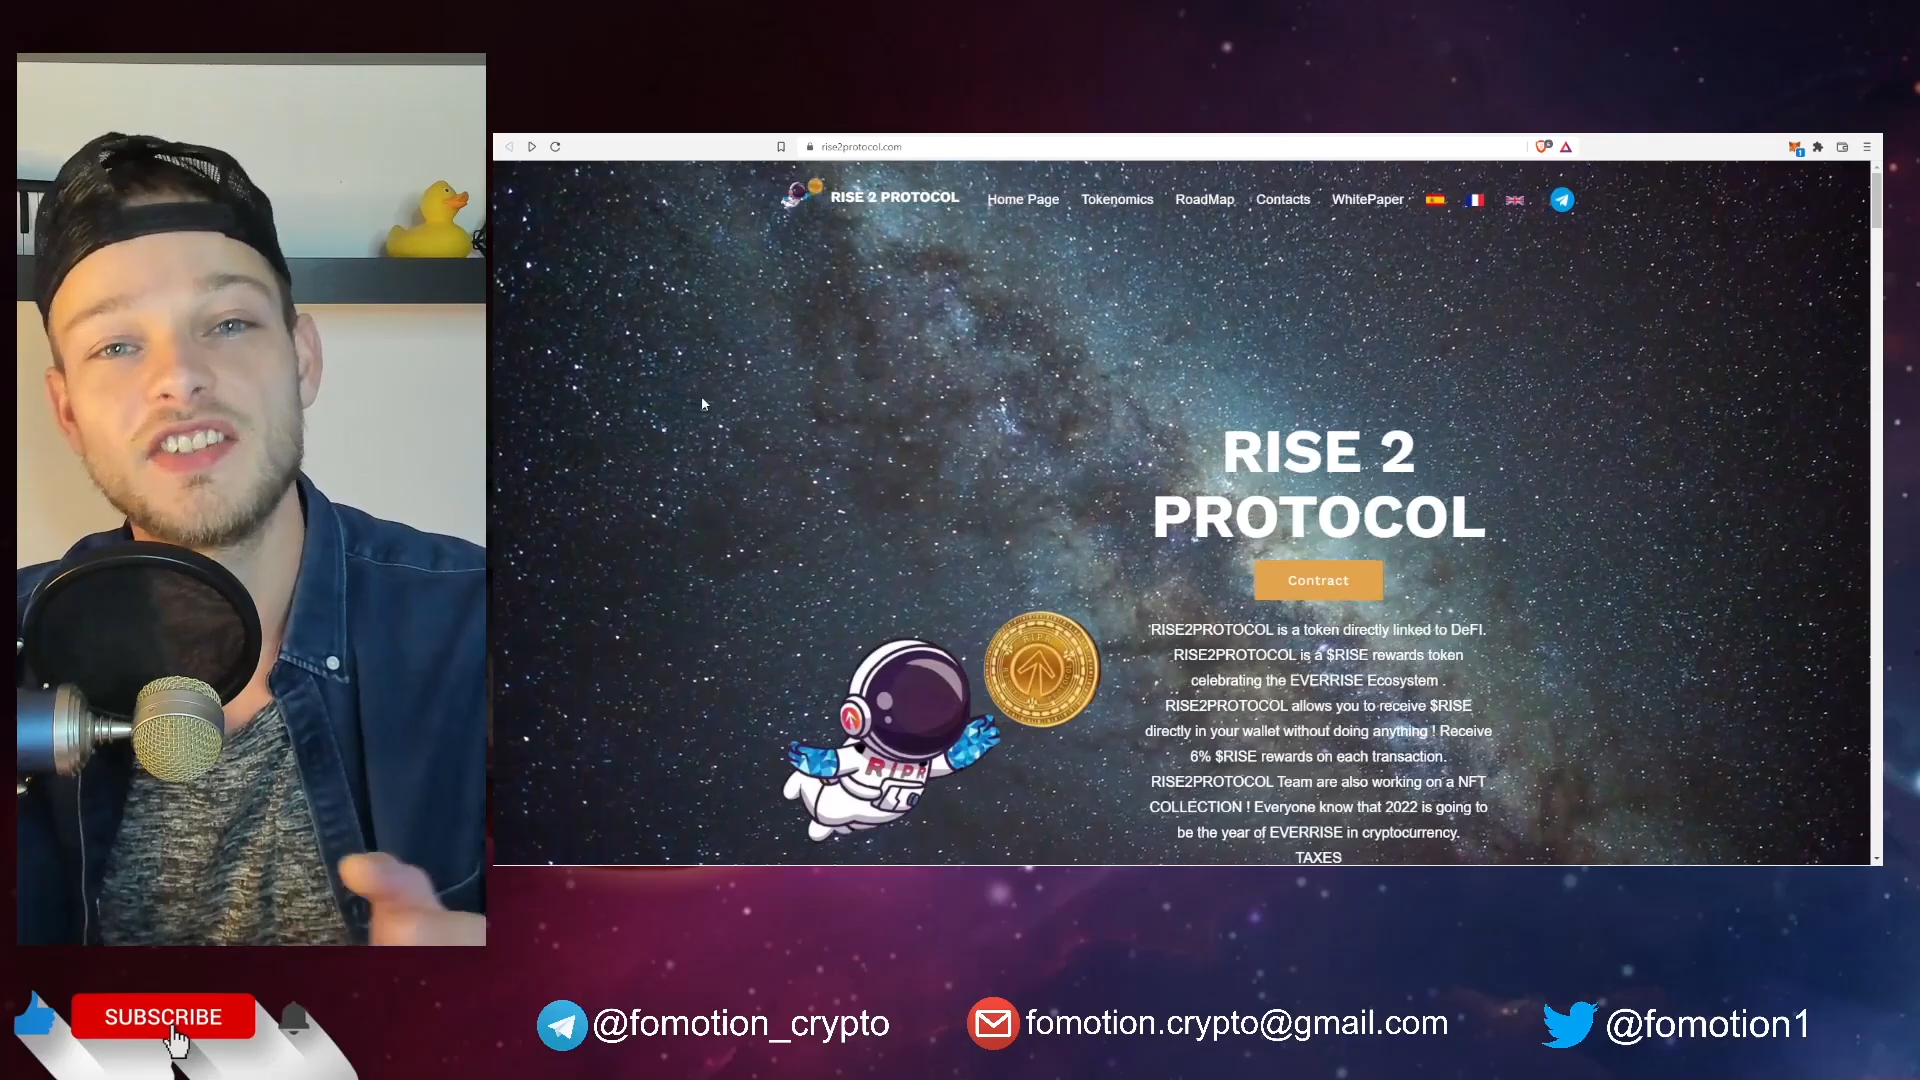 rise2protocol.com
RISE 2 PROTOCOL
Home Page
Tokenomics
RoadMap
Contacts
WhitePaper
RISE 2
PROTOCOL
Contract
RISE2PROTOCOL is a token directly linked to DeFI.
RISE2PROTOCOL is a $RISE rewards token
celebrating the EVERRISE Ecosystem .
RISE2PROTOCOL allows you to receive $RISE
directly in your wallet without doing anything ! Receive
6% $RISE rewards on each transaction.
RISE2PROTOCOL Team are also working on a NFT
COLLECTION ! Everyone know that 2022 is going to
be the year of EVERRISE in cryptocurrency.
TAXES
RIPR
RIPR
SUBSCRIBE
@fomotion_crypto
fomotion.crypto@gmail.com
@fomotion1